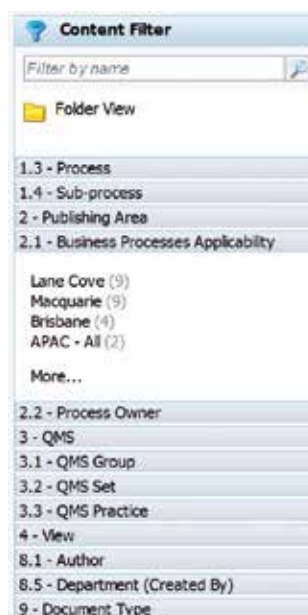 Content Filter
Filter by name
Folder View
1.3 - Process
1.4 - Sub-process
2 - Publishing Area
2.1 - Business Processes Applicability
Lane Cove (9)
Macquarie (9)
Brisbane (4)
APAC - All (2)
More...
2.2 - Process Owner
3 - QMS
3.1 - QMS Group
3.2 - QMS Set
3.3 - QMS Practice
4 - View
8.1 - Author
8.5 - Department (Created By)
9 - Document Type